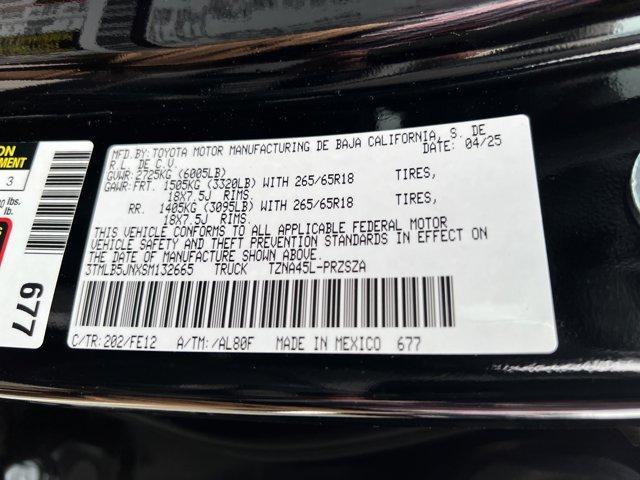 MFD.BY:TOYOTA MOTOR MANUFACTURING DE BAJA CALIFORNIA, S. DE
R.L. DE C.V. DATE: 04/25
GVWR:2725KG (6005LB)
GAWR:FRT. 1505KG (3320LB) WITH 265/65R18 TIRES,
18X7.5J RIMS.
RR. 1405KG (3095LB) WITH 265/65R18 TIRES,
18X7.5J RIMS.
THIS VEHICLE CONFORMS TO ALL APPLICABLE FEDERAL MOTOR
VEHICLE SAFETY AND THEFT PREVENTION STANDARDS IN EFFECT ON
THE DATE OF MANUFACTURE SHOWN ABOVE.
3TMLB5JNXSM132665 TRUCK TZNA45L-PRZSZA
C/TR:202/FE12 A/TM:/AL80F MADE IN MEXICO 677
3
lbs.
lb.
677